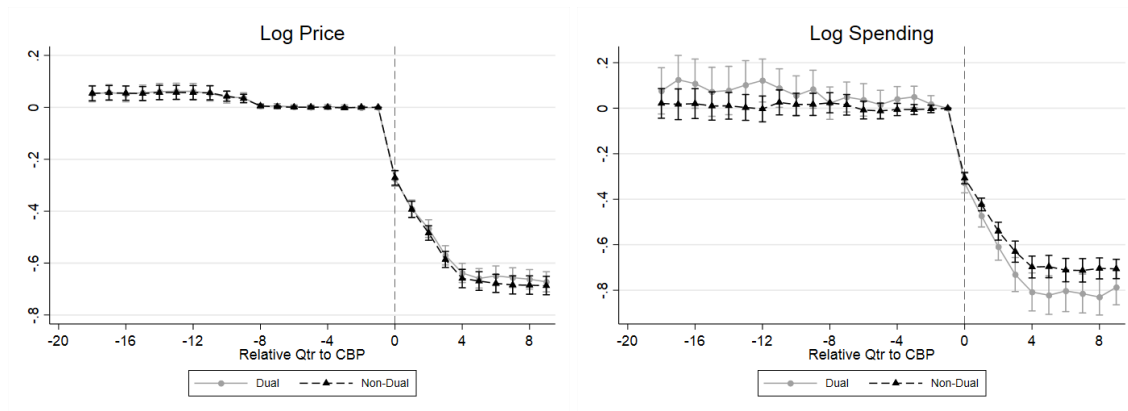 Log Price
.2
0
-.2
-.4
-.6
-.8
-20 -16 -12 -8 -4 0 4 8
Relative Qtr to CBP
Dual Non-Dual
Log Spending
.2
0
-.2
-.4
-.6
-.8
-20 -16 -12 -8 -4 0 4 8
Relative Qtr to CBP
Dual Non-Dual